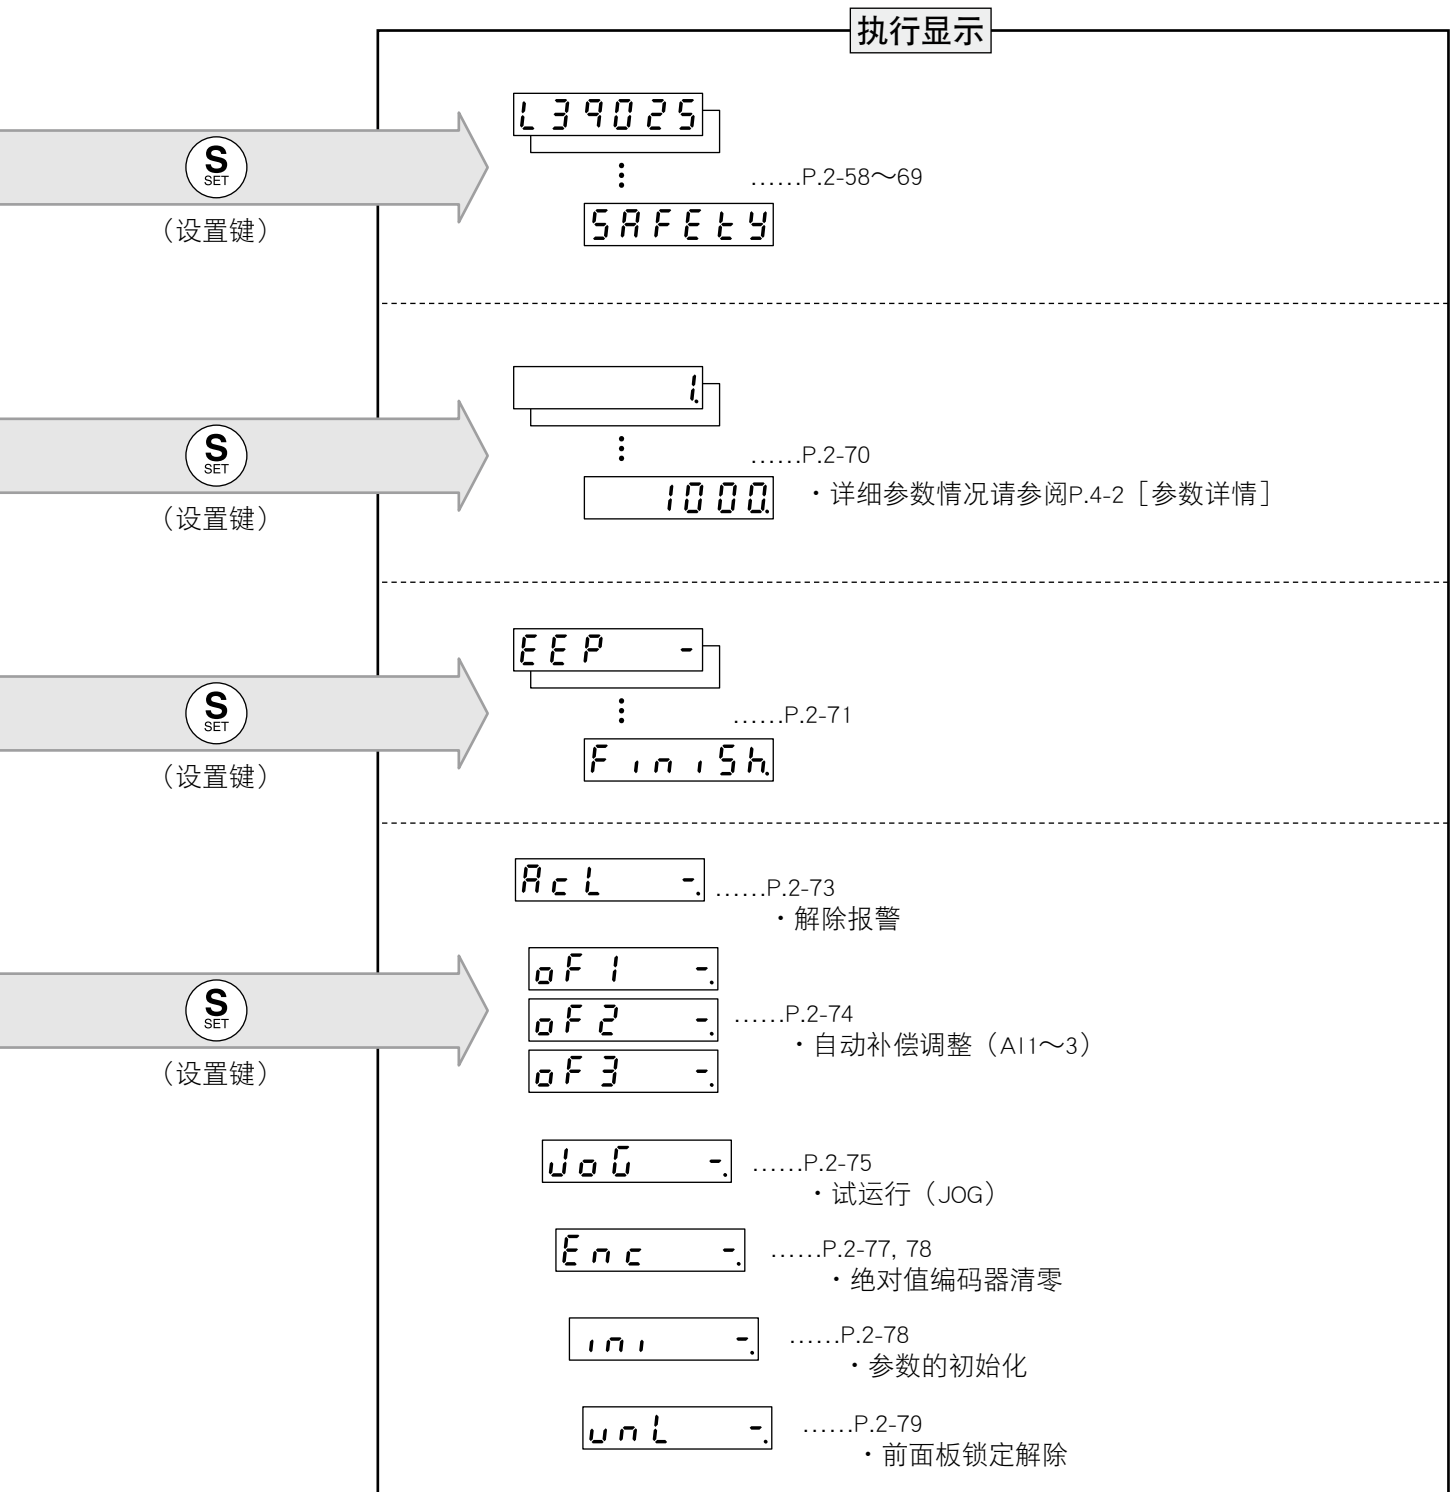 执行显示
L39025
S
SET
⋮
……P.2-58～69
SAFEty
（设置键）
1.
S
SET
⋮
……P.2-70
1000.
・详细参数情况请参阅P.4-2［参数详情］
（设置键）
EEP -
S
SET
⋮
……P.2-71
FiniSh.
（设置键）
AcL -.
……P.2-73
・解除报警
oF1 -.
S
SET
oF2 -.
……P.2-74
・自动补偿调整（AI1～3）
oF3 -.
（设置键）
JoG -.
……P.2-75
・试运行（JOG）
Enc -.
……P.2-77, 78
・绝对值编码器清零
ini -.
……P.2-78
・参数的初始化
unL -.
……P.2-79
・前面板锁定解除